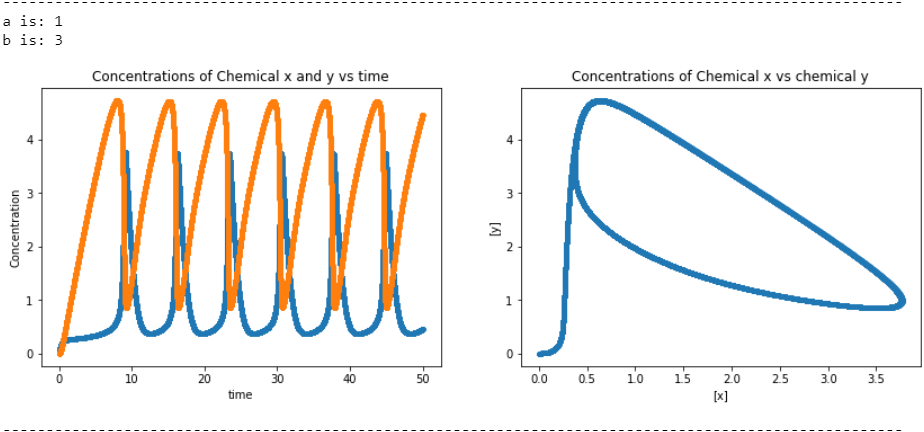 a is: 1
b is: 3
Concentrations of Chemical x and y vs time
Concentration
4
3
2
1
0
0 10 20 30 40 50
time
Concentrations of Chemical x vs chemical y
[y]
4
3
2
1
0
0.0 0.5 1.0 1.5 2.0 2.5 3.0 3.5
[x]